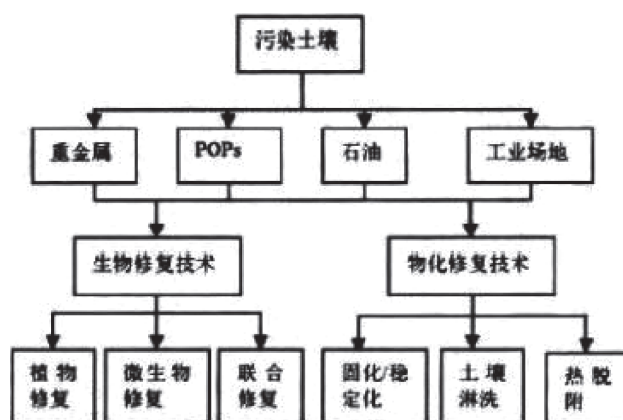 污染土壤
重金属 POPs 石油 工业场地
生物修复技术 物化修复技术
植物 微生物 联合 固化/稳 土壤 热脱
修复 修复 修复 定化 淋洗 附